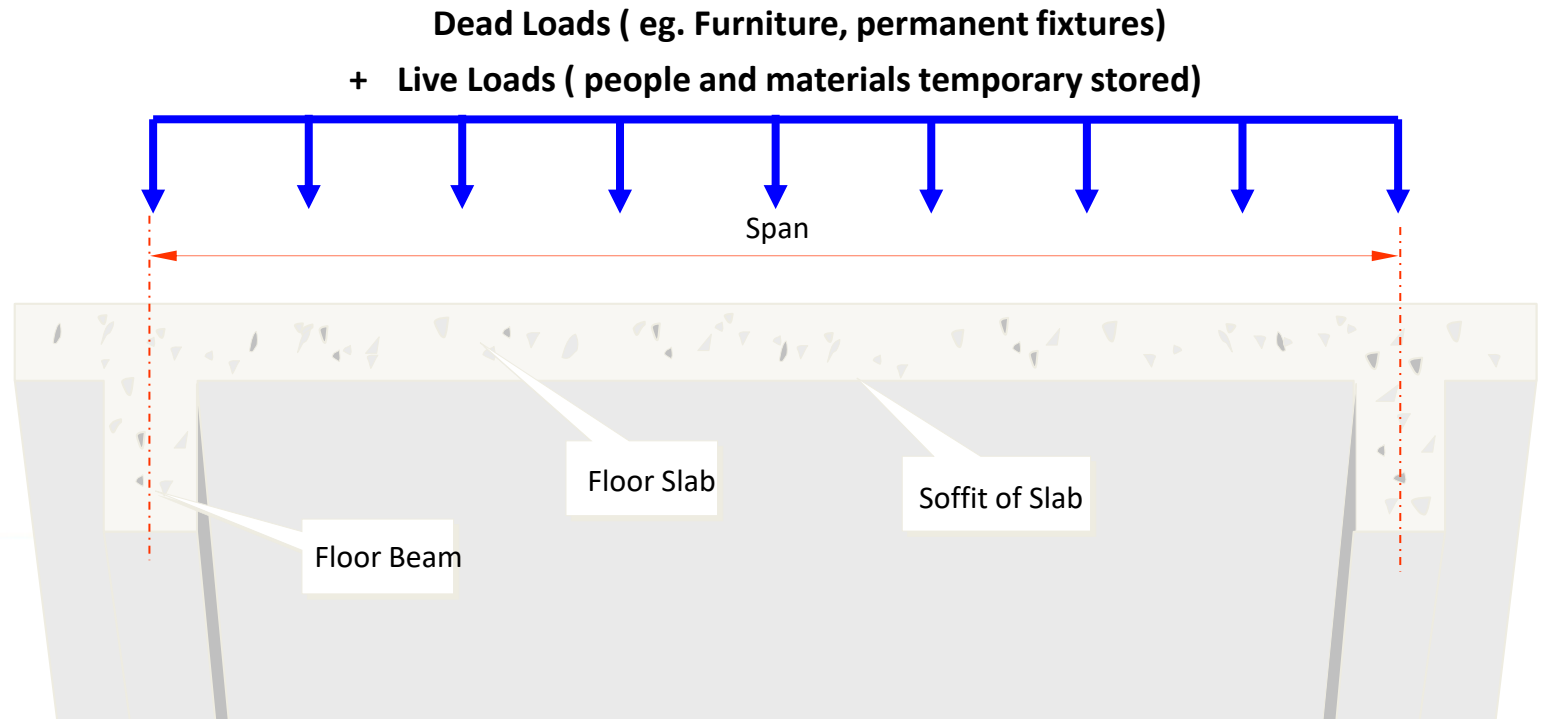 Dead Loads ( eg. Furniture, permanent fixtures)
+ Live Loads ( people and materials temporary stored)
Span
Floor Slab
Soffit of Slab
Floor Beam